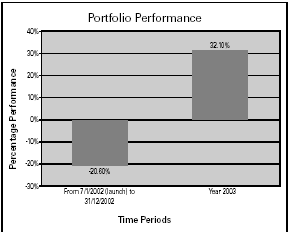 Portfolio Performance
40%
30%
20%
10%
0%
-10%
-20%
-30%
Percentage Performance
32.10%
-20.60%
From 7/1/2002 (launch) to
31/12/2002
Year 2003
Time Periods